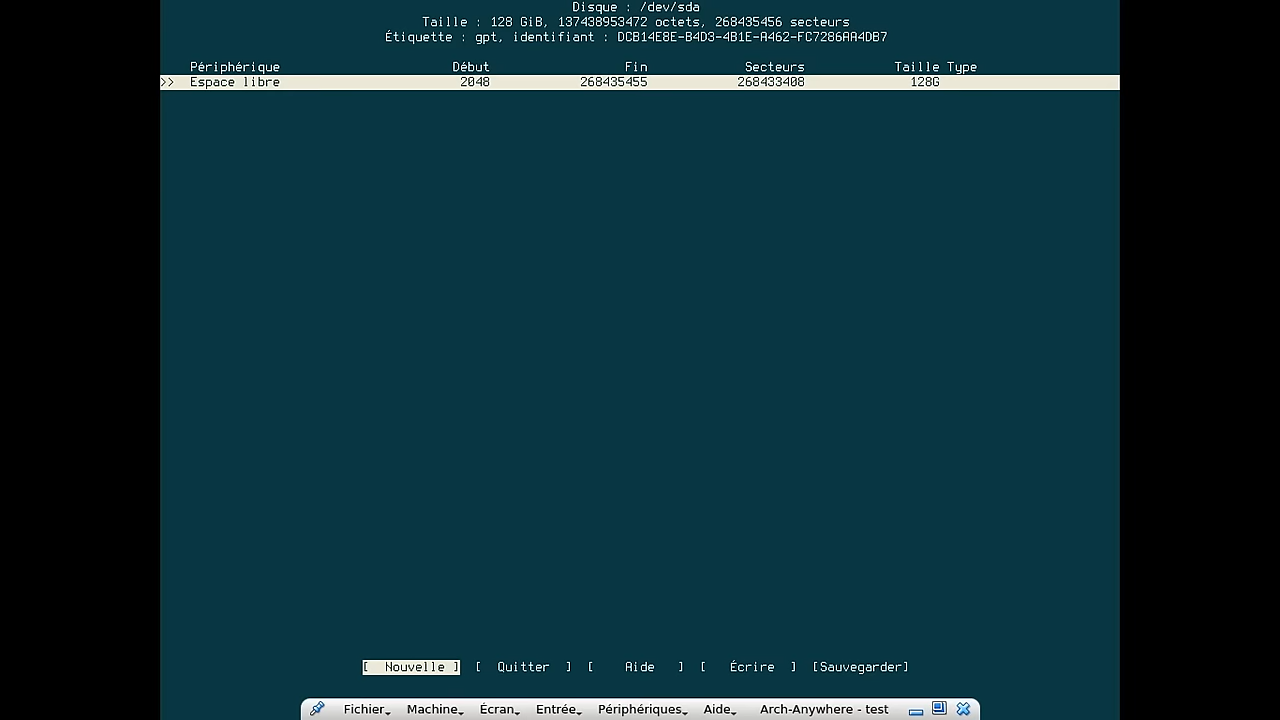 Disque : /dev/sda
Taille : 128 GiB, 137438953472 octets, 268435456 secteurs
Étiquette : gpt, identifiant : DCB14E8E-B4D3-4B1E-A462-FC7286AA4DB7
Périphérique Début Fin Secteurs Taille Type
>> Espace libre 2048 268435455 268433408 128G
[ Nouvelle ] [ Quitter ] [ Aide ] [ Écrire ] [Sauvegarder]
Fichier Machine Écran Entrée Périphériques Aide Arch-Anywhere - test